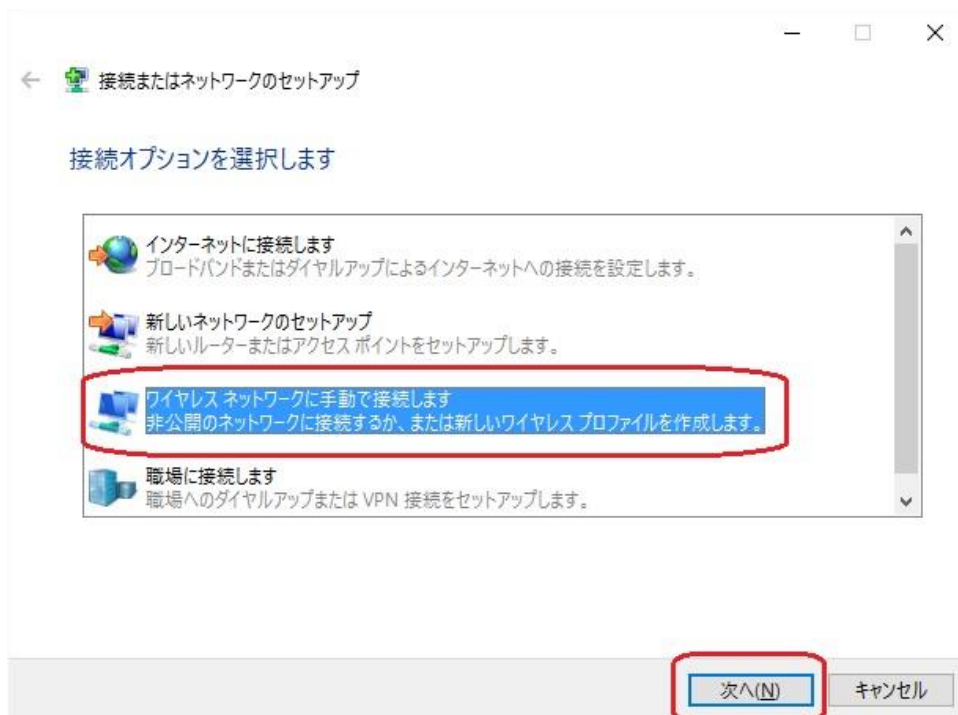 接続またはネットワークのセットアップ
接続オプションを選択します
インターネットに接続します
ブロードバンドまたはダイヤルアップによるインターネットへの接続を設定します。
新しいネットワークのセットアップ
新しいルーターまたはアクセス ポイントをセットアップします。
ワイヤレス ネットワークに手動で接続します
非公開のネットワークに接続するか、または新しいワイヤレス プロファイルを作成します。
職場に接続します
職場へのダイヤルアップまたは VPN 接続をセットアップします。
次へ(N)
キャンセル